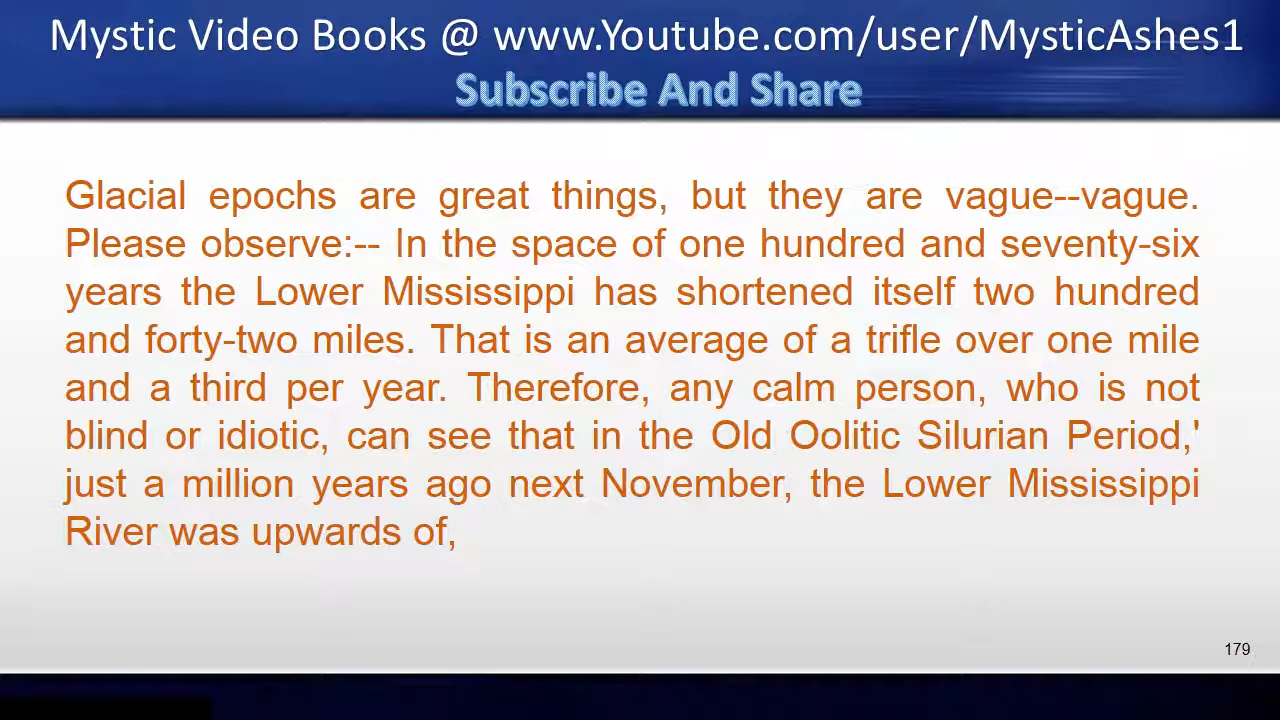 Mystic Video Books @ www.Youtube.com/user/MysticAshes1
Subscribe And Share
Glacial epochs are great things, but they are vague--vague.
Please observe:-- In the space of one hundred and seventy-six
years the Lower Mississippi has shortened itself two hundred
and forty-two miles. That is an average of a trifle over one mile
and a third per year. Therefore, any calm person, who is not
blind or idiotic, can see that in the Old Oolitic Silurian Period,'
just a million years ago next November, the Lower Mississippi
River was upwards of,
179